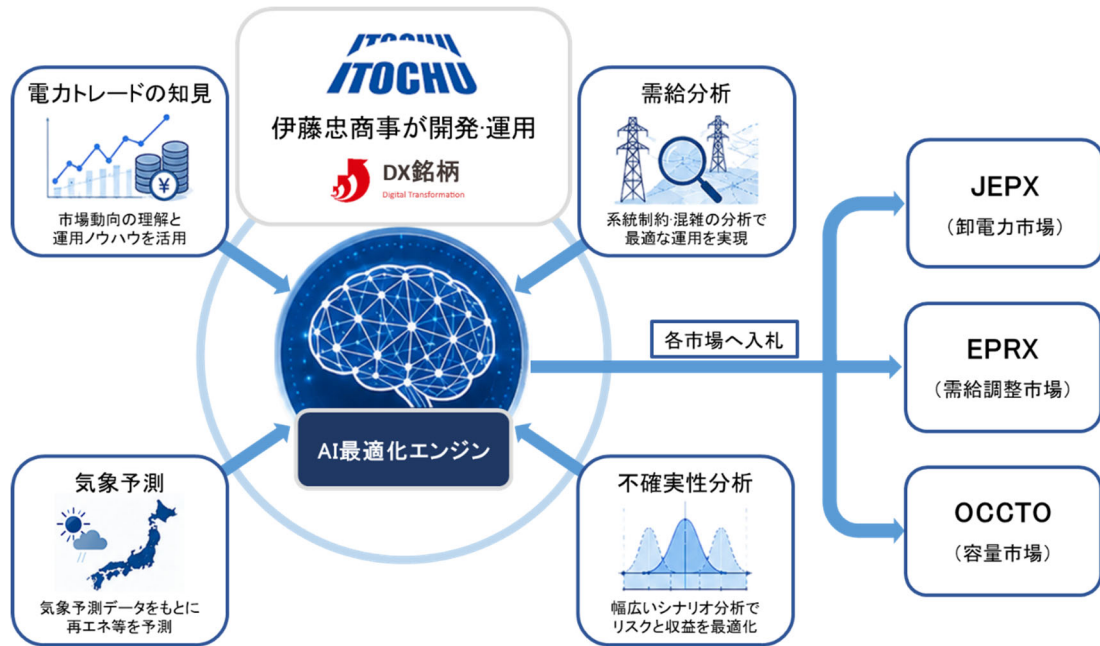 ITOCHU
ITOCHU
伊藤忠商事が開発·運用
DX銘柄
Digital Transformation
電力トレードの知見
¥
市場動向の理解と
運用ノウハウを活用
需給分析
系統制約·混雑の分析で
最適な運用を実現
AI最適化エンジン
気象予測
気象予測データをもとに
再エネ等を予測
不確実性分析
幅広いシナリオ分析で
リスクと収益を最適化
各市場へ入札
JEPX
（卸電力市場）
EPRX
（需給調整市場）
OCCTO
（容量市場）